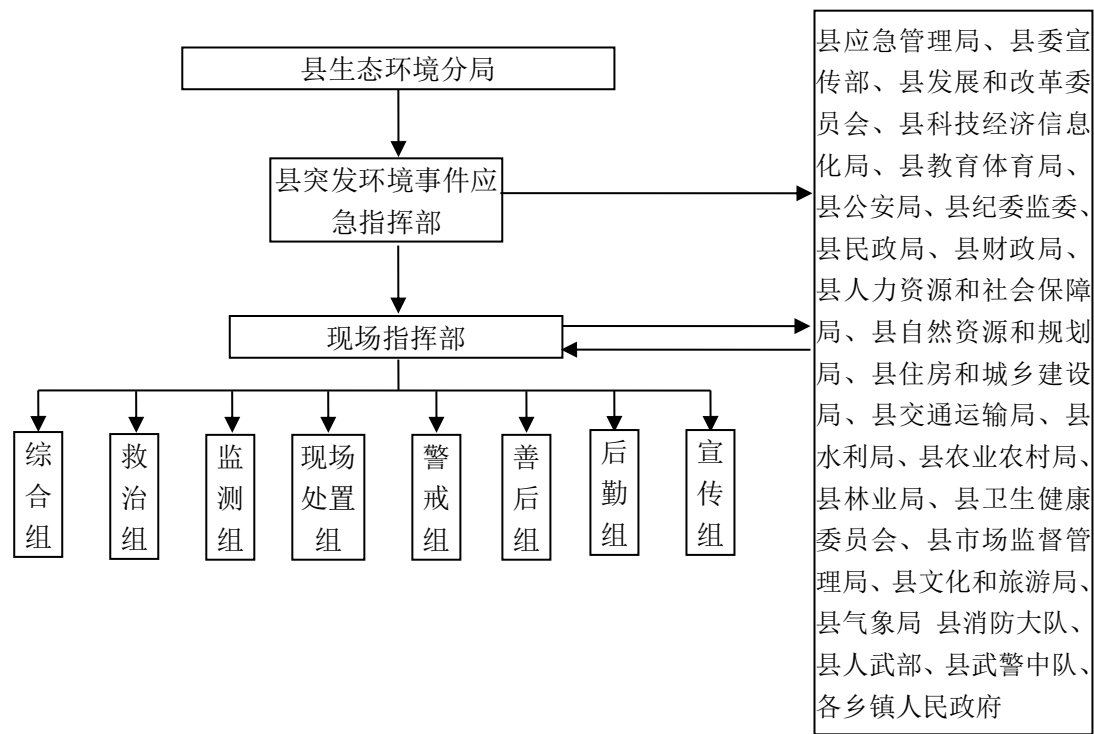 县生态环境分局
县突发环境事件应
急指挥部
现场指挥部
综
合
组
救
治
组
监
测
组
现场
处置
组
警
戒
组
善
后
组
后
勤
组
宣
传
组
县应急管理局、县委宣
传部、县发展和改革委
员会、县科技经济信息
化局、县教育体育局、
县公安局、县纪委监委、
县民政局、县财政局、
县人力资源和社会保障
局、县自然资源和规划
局、县住房和城乡建设
局、县交通运输局、县
水利局、县农业农村局、
县林业局、县卫生健康
委员会、县市场监督管
理局、县文化和旅游局、
县气象局 县消防大队、
县人武部、县武警中队、
各乡镇人民政府